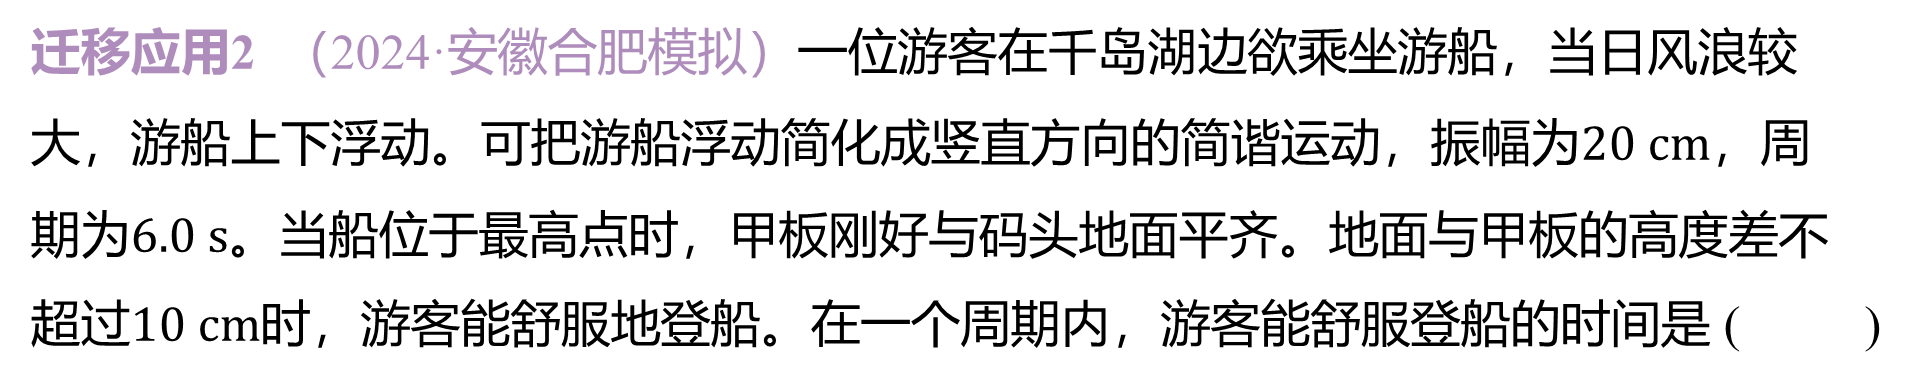 迁移应用2 （2024·安徽合肥模拟）一位游客在千岛湖边欲乘坐游船，当日风浪较
大，游船上下浮动。可把游船浮动简化成竖直方向的简谐运动，振幅为20 cm，周
期为6.0 s。当船位于最高点时，甲板刚好与码头地面平齐。地面与甲板的高度差不
超过10 cm时，游客能舒服地登船。在一个周期内，游客能舒服登船的时间是 (　　)